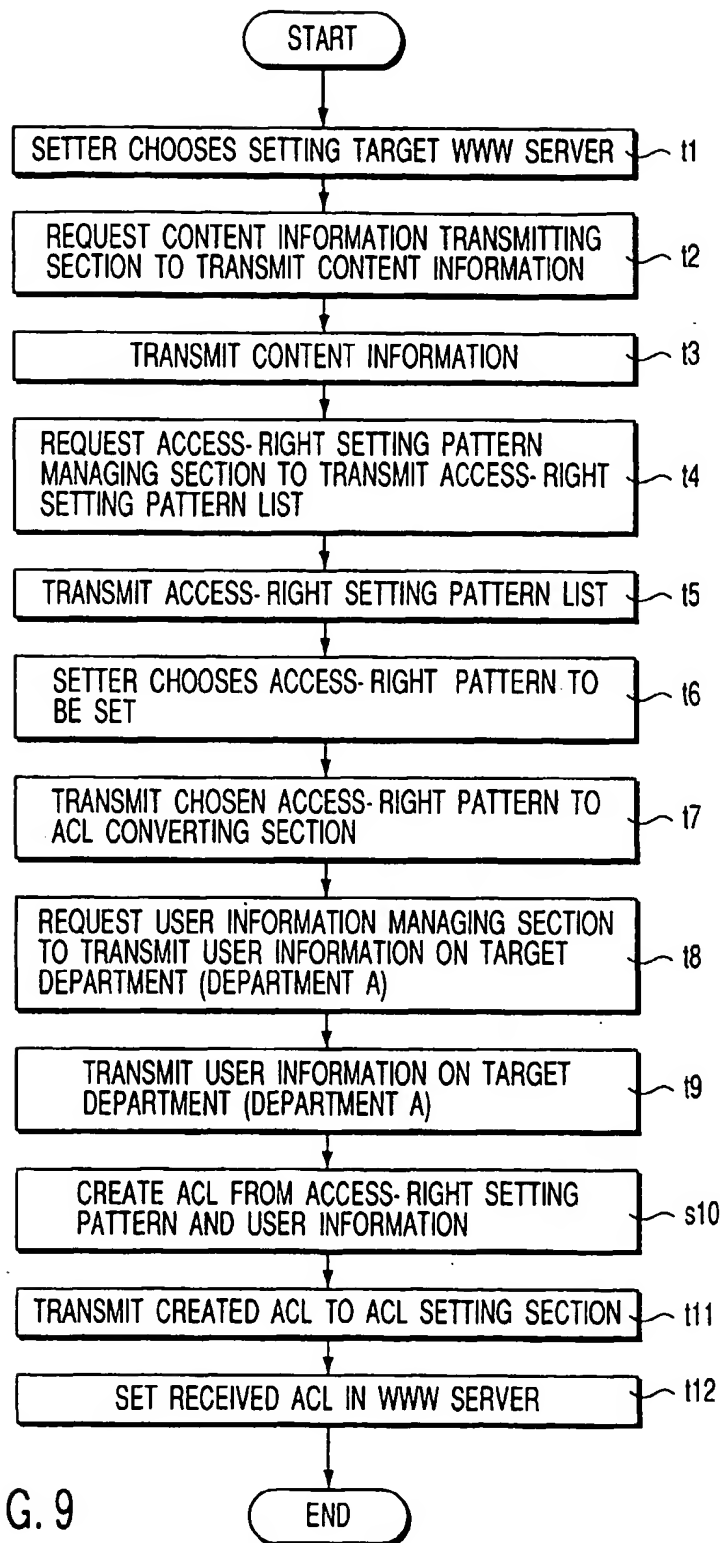 START
SETTER CHOOSES SETTING TARGET WWW SERVER
t1
REQUEST CONTENT INFORMATION TRANSMITTING
SECTION TO TRANSMIT CONTENT INFORMATION
t2
TRANSMIT CONTENT INFORMATION
t3
REQUEST ACCESS-RIGHT SETTING PATTERN
MANAGING SECTION TO TRANSMIT ACCESS-RIGHT
SETTING PATTERN LIST
t4
TRANSMIT ACCESS-RIGHT SETTING PATTERN LIST
t5
SETTER CHOOSES ACCESS-RIGHT PATTERN TO
BE SET
t6
TRANSMIT CHOSEN ACCESS-RIGHT PATTERN TO
ACL CONVERTING SECTION
t7
REQUEST USER INFORMATION MANAGING SECTION
TO TRANSMIT USER INFORMATION ON TARGET
DEPARTMENT (DEPARTMENT A)
t8
TRANSMIT USER INFORMATION ON TARGET
DEPARTMENT (DEPARTMENT A)
t9
CREATE ACL FROM ACCESS-RIGHT SETTING
PATTERN AND USER INFORMATION
s10
TRANSMIT CREATED ACL TO ACL SETTING SECTION
t11
SET RECEIVED ACL IN WWW SERVER
t12
END
G. 9